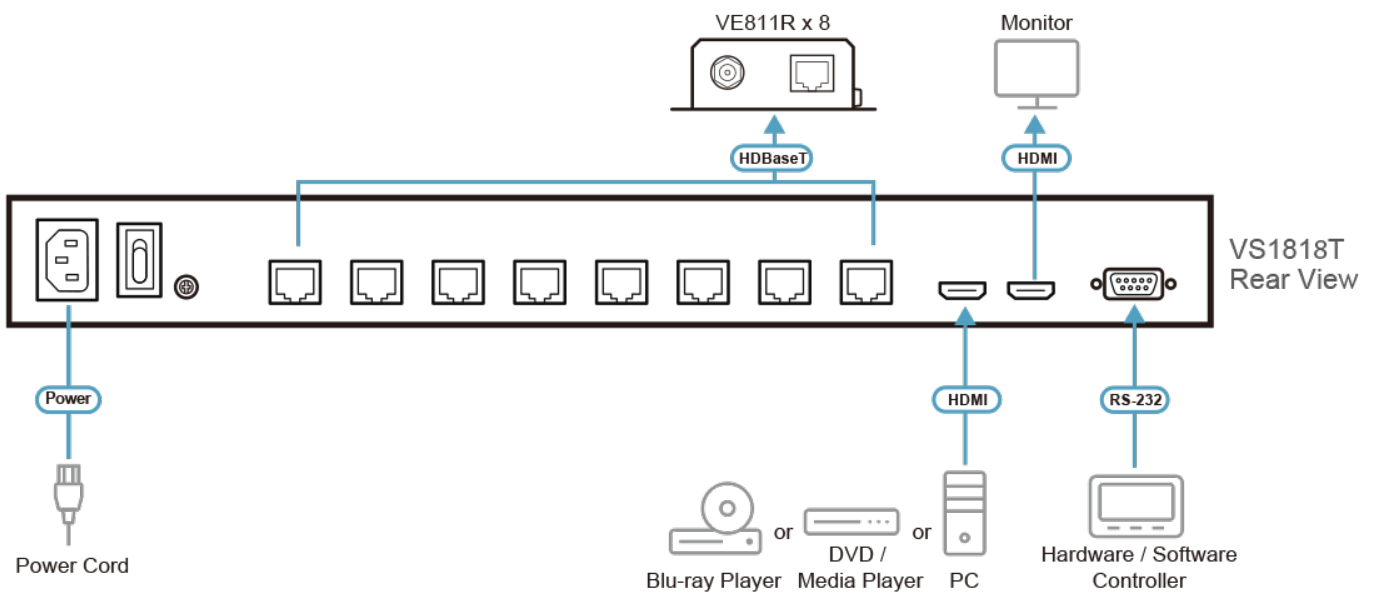 VE811R x 8
Monitor
HDBaseT
HDMI
VS1818T
Rear View
Power
HDMI
RS-232
or
or
Power Cord
Blu-ray Player
DVD /
Media Player
PC
Hardware / Software
Controller